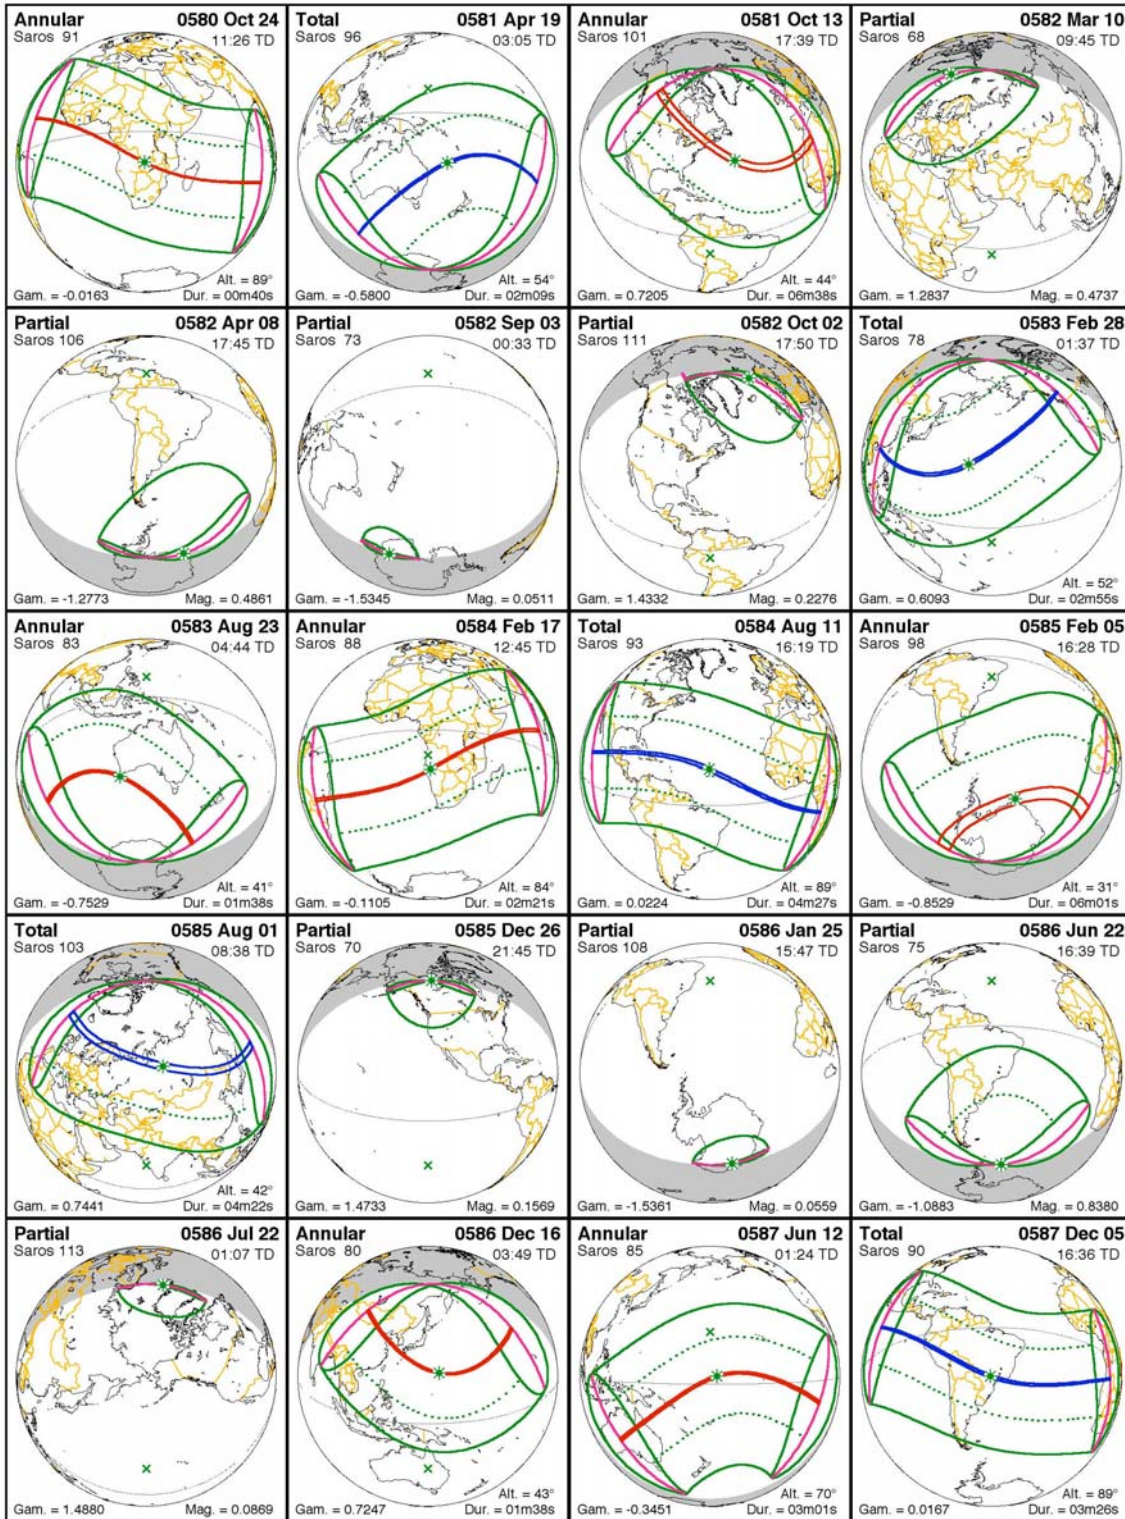 Annular 0580 Oct 24
Saros 91 11:26 TD
Alt. = 89°
Gam. = -0.0163 Dur. = 00m40s
Total 0581 Apr 19
Saros 96 03:05 TD
Alt. = 54°
Gam. = -0.5800 Dur. = 02m09s
Annular 0581 Oct 13
Saros 101 17:39 TD
Alt. = 44°
Gam. = 0.7205 Dur. = 06m38s
Partial 0582 Mar 10
Saros 68 09:45 TD
Gam. = 1.2837 Mag. = 0.4737
Partial 0582 Apr 08
Saros 106 17:45 TD
Gam. = -1.2773 Mag. = 0.4861
Partial 0582 Sep 03
Saros 73 00:33 TD
Gam. = -1.5345 Mag. = 0.0511
Partial 0582 Oct 02
Saros 111 17:50 TD
Gam. = 1.4332 Mag. = 0.2276
Total 0583 Feb 28
Saros 78 01:37 TD
Alt. = 52°
Gam. = 0.6093 Dur. = 02m55s
Annular 0583 Aug 23
Saros 83 04:44 TD
Alt. = 41°
Gam. = -0.7529 Dur. = 01m38s
Annular 0584 Feb 17
Saros 88 12:45 TD
Alt. = 84°
Gam. = -0.1105 Dur. = 02m21s
Total 0584 Aug 11
Saros 93 16:19 TD
Alt. = 89°
Gam. = 0.0224 Dur. = 04m27s
Annular 0585 Feb 05
Saros 98 16:28 TD
Alt. = 31°
Gam. = -0.8529 Dur. = 06m01s
Total 0585 Aug 01
Saros 103 08:38 TD
Alt. = 42°
Gam. = 0.7441 Dur. = 04m22s
Partial 0585 Dec 26
Saros 70 21:45 TD
Gam. = 1.4733 Mag. = 0.1569
Partial 0586 Jan 25
Saros 108 15:47 TD
Gam. = -1.5361 Mag. = 0.0559
Partial 0586 Jun 22
Saros 75 16:39 TD
Gam. = -1.0883 Mag. = 0.8380
Partial 0586 Jul 22
Saros 113 01:07 TD
Gam. = 1.4880 Mag. = 0.0869
Annular 0586 Dec 16
Saros 80 03:49 TD
Alt. = 43°
Gam. = 0.7247 Dur. = 01m38s
Annular 0587 Jun 12
Saros 85 01:24 TD
Alt. = 70°
Gam. = -0.3451 Dur. = 03m01s
Total 0587 Dec 05
Saros 90 16:36 TD
Alt. = 89°
Gam. = 0.0167 Dur. = 03m26s